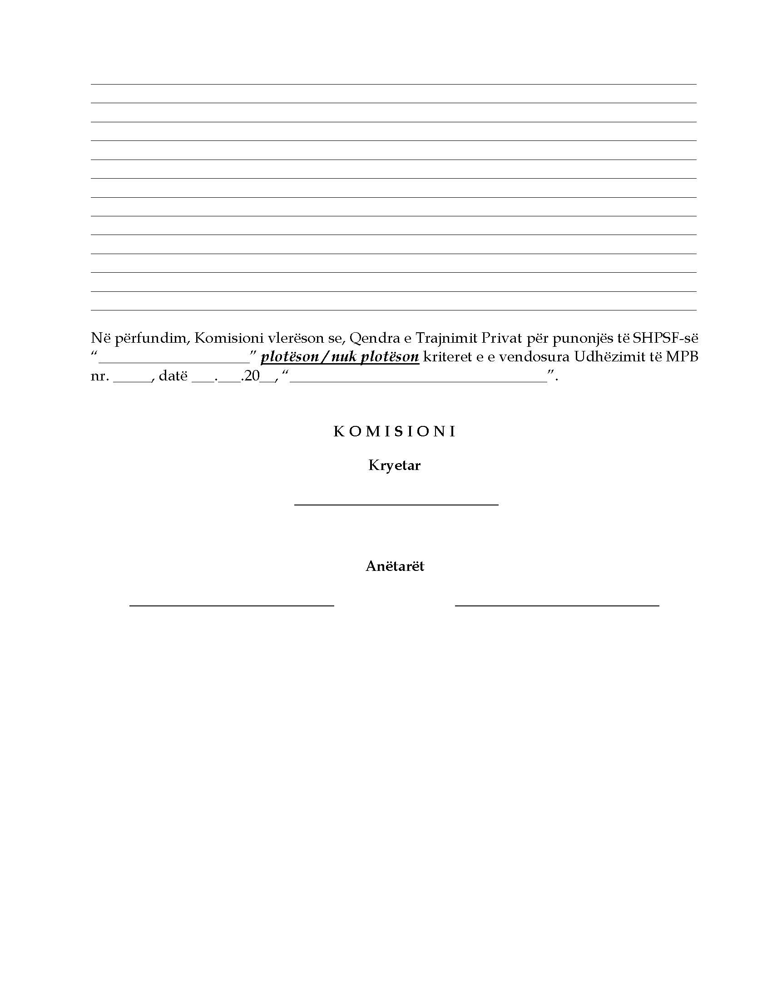 Në përfundim, Komisioni vlerëson se, Qendra e Trajnimit Privat për punonjës të SHPSF-së
“____________________” plotëson/nuk plotëson kriteret e e vendosura Udhëzimit të MPB
nr. _____, datë ___.___.20__, “__________________________________”.
K O M I S I O N I
Kryetar
Anëtarët